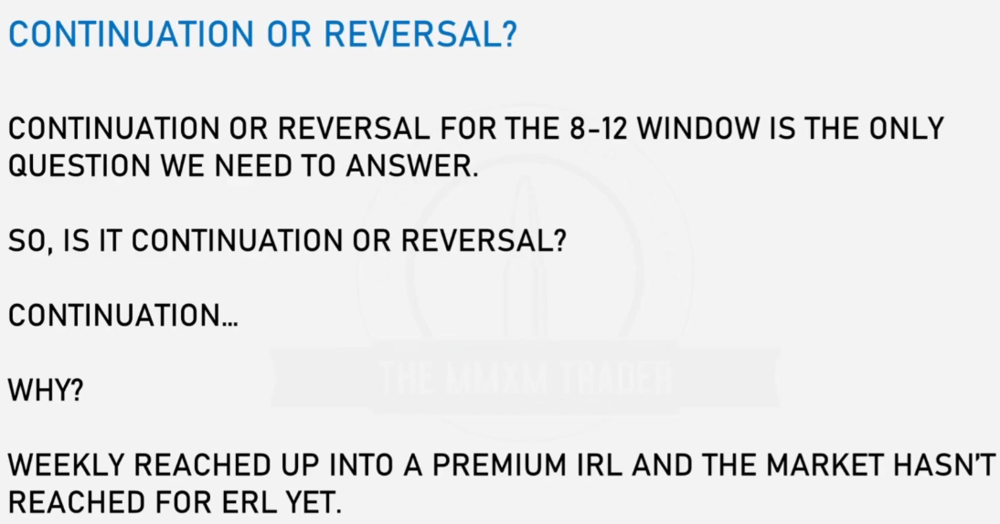 CONTINUATION OR REVERSAL?
CONTINUATION OR REVERSAL FOR THE 8-12 WINDOW IS THE ONLY
QUESTION WE NEED TO ANSWER.
SO, IS IT CONTINUATION OR REVERSAL?
CONTINUATION...
WHY?
THE MMXM TRADER
WEEKLY REACHED UP INTO A PREMIUM IRL AND THE MARKET HASN'T
REACHED FOR ERL YET.